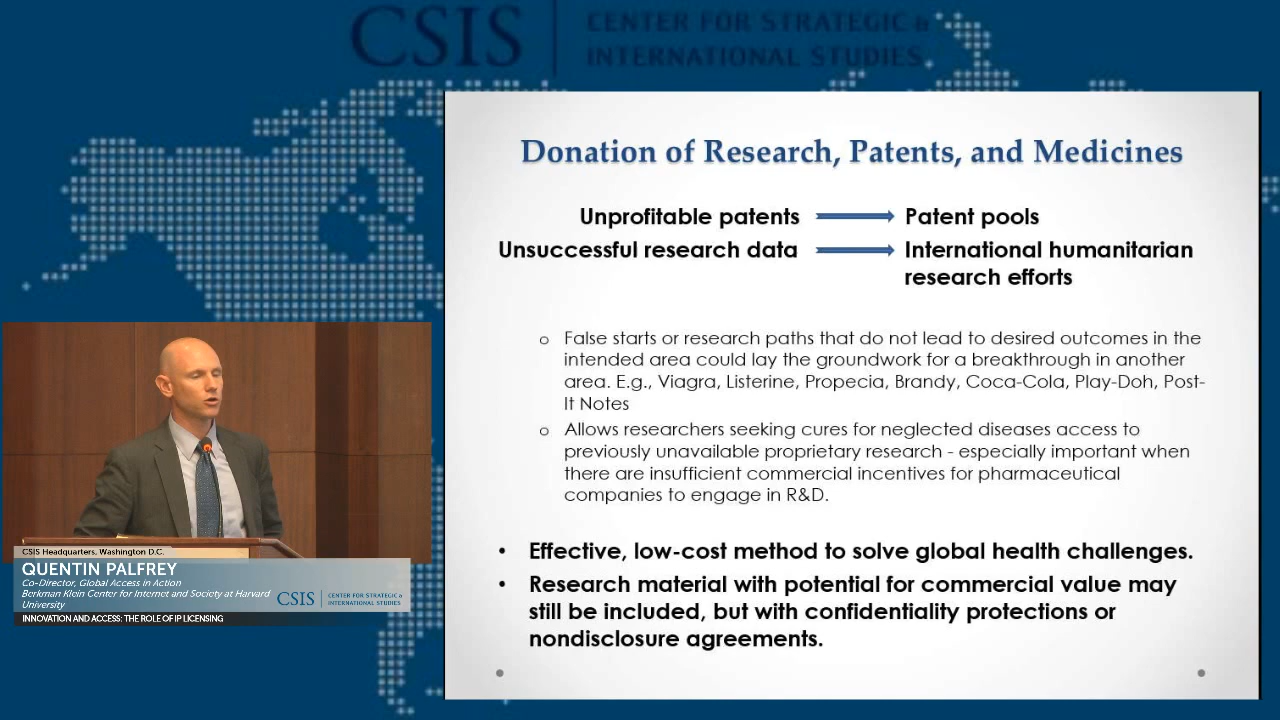 CSIS
CENTER FOR STRATEGIC &
INTERNATIONAL STUDIES
Donation of Research, Patents, and Medicines
Unprofitable patents
Patent pools
Unsuccessful research data
International humanitarian
research efforts
o False starts or research paths that do not lead to desired outcomes in the
intended area could lay the groundwork for a breakthrough in another
area. E.g., Viagra, Listerine, Propecia, Brandy, Coca-Cola, Play-Doh, Post-
It Notes
o Allows researchers seeking cures for neglected diseases access to
previously unavailable proprietary research - especially important when
there are insufficient commercial incentives for pharmaceutical
companies to engage in R&D.
• Effective, low-cost method to solve global health challenges.
• Research material with potential for commercial value may
still be included, but with confidentiality protections or
nondisclosure agreements.
CSIS Headquarters, Washington D.C.
QUENTIN PALFREY
Co-Director, Global Access in Action
Berkman Klein Center for Internet and Society at Harvard
University
CSIS
CENTER FOR STRATEGIC &
INTERNATIONAL STUDIES
INNOVATION AND ACCESS: THE ROLE OF IP LICENSING